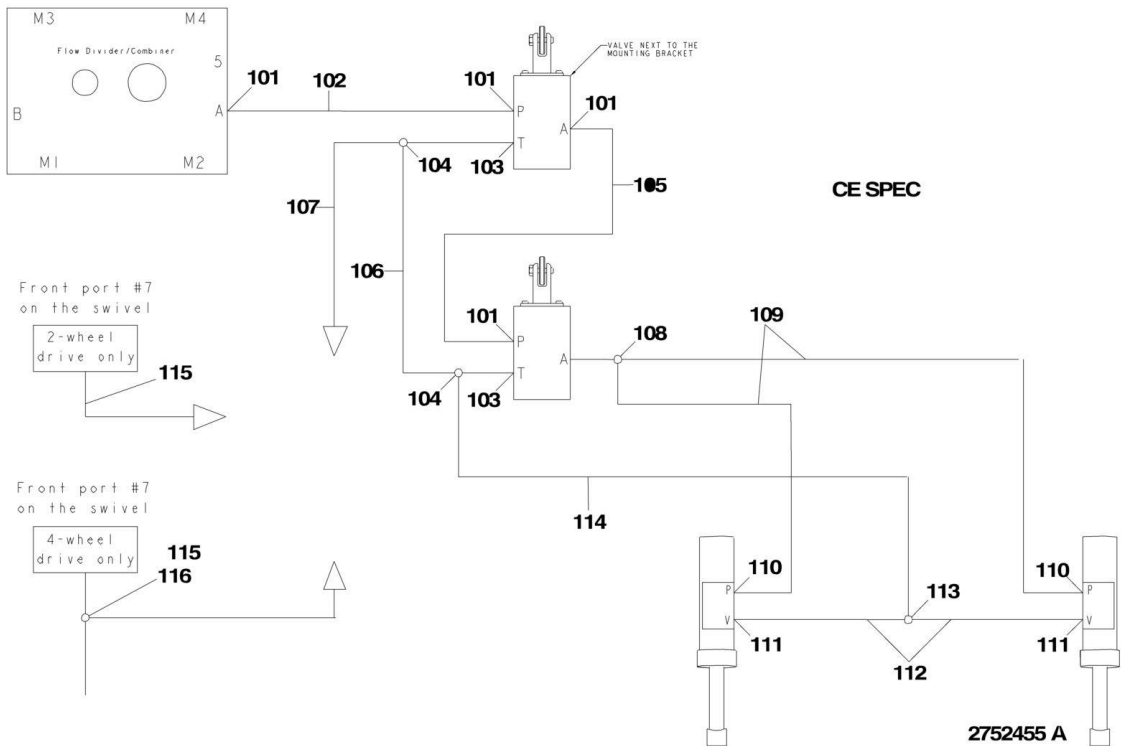 M3
M4
Flow Divider/Combiner
5
B
A
M1
M2
101
102
101
P
T
A
103
104
VALVE NEXT TO THE
MOUNTING BRACKET
101
105
CE SPEC
107
106
Front port #7
on the swivel
2-wheel
drive only
115
101
P
T
A
104
103
108
109
Front port #7
on the swivel
4-wheel
drive only
115
116
114
P
V
110
111
113
112
110
P
V
111
2752455 A